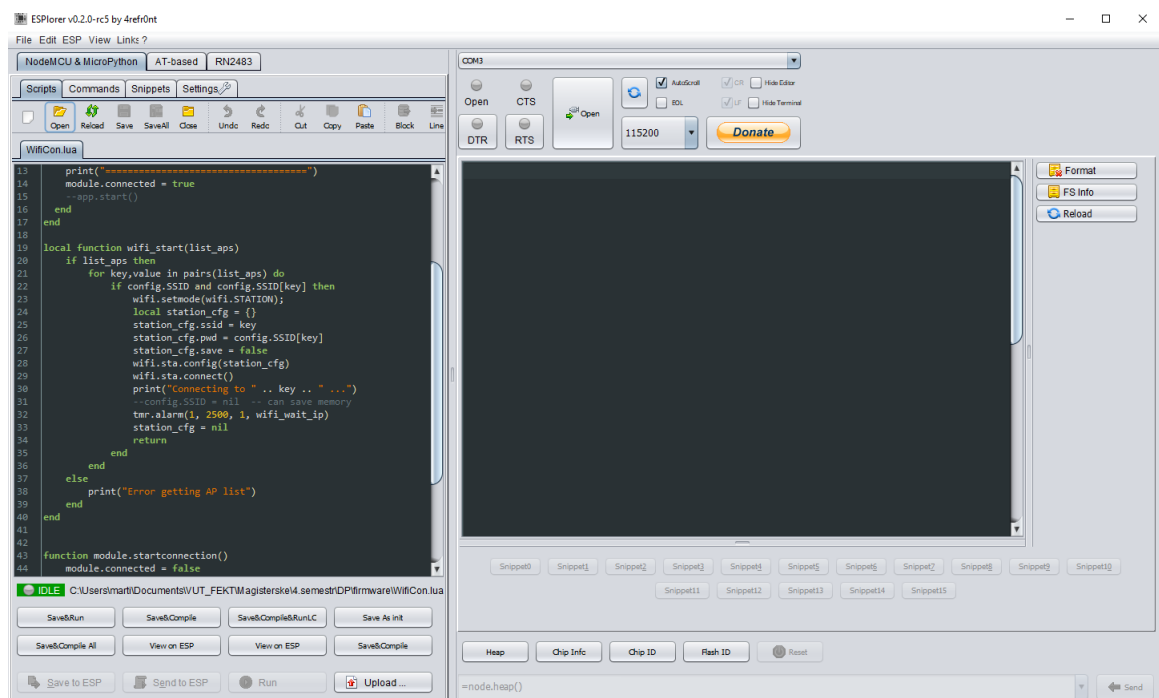 ESPlorer v0.2.0-rc5 by 4refr0nt
File Edit ESP View Links ?
NodeMCU & MicroPython AT-based RN2483
Scripts Commands Snippets Settings
Open Reload Save SaveAll Close Undo Redo Cut Copy Paste Block Line
WifiCon.lua
13 print("====================================")
14 module.connected = true
15 --app.start()
16 end
17 end
18
19 local function wifi_start(list_aps)
20 if list_aps then
21 for key,value in pairs(list_aps) do
22 if config.SSID and config.SSID[key] then
23 wifi.setmode(wifi.STATION);
24 local station_cfg = {}
25 station_cfg.ssid = key
26 station_cfg.pwd = config.SSID[key]
27 station_cfg.save = false
28 wifi.sta.config(station_cfg)
29 wifi.sta.connect()
30 print("Connecting to " .. key .. " ...")
31 --config.SSID = nil -- can save memory
32 tmr.alarm(1, 2500, 1, wifi_wait_ip)
33 station_cfg = nil
34 return
35 end
36 end
37 else
38 print("Error getting AP list")
39 end
40 end
41
42
43 function module.startconnection()
44 module.connected = false
IDLE C:\Users\marti\Documents\VUT_FEKT\Magisterske\4.semestr\DP\firmware\WifiCon.lua
Save&Run Save&Compile Save&Compile&RunLC Save As init
Save&Compile All View on ESP View on ESP Save&Compile
Save to ESP Send to ESP Run Upload ...
COM3
Open CTS Open AutoScroll CR Hide Editor
EOL LF Hide Terminal
DTR RTS 115200 Donate
Format
FS Info
Reload
Snippet0 Snippet1 Snippet2 Snippet3 Snippet4 Snippet5 Snippet6 Snippet7 Snippet8 Snippet9 Snippet10
Snippet11 Snippet12 Snippet13 Snippet14 Snippet15
Heap Chip Info Chip ID Flash ID Reset
=node.heap() Send